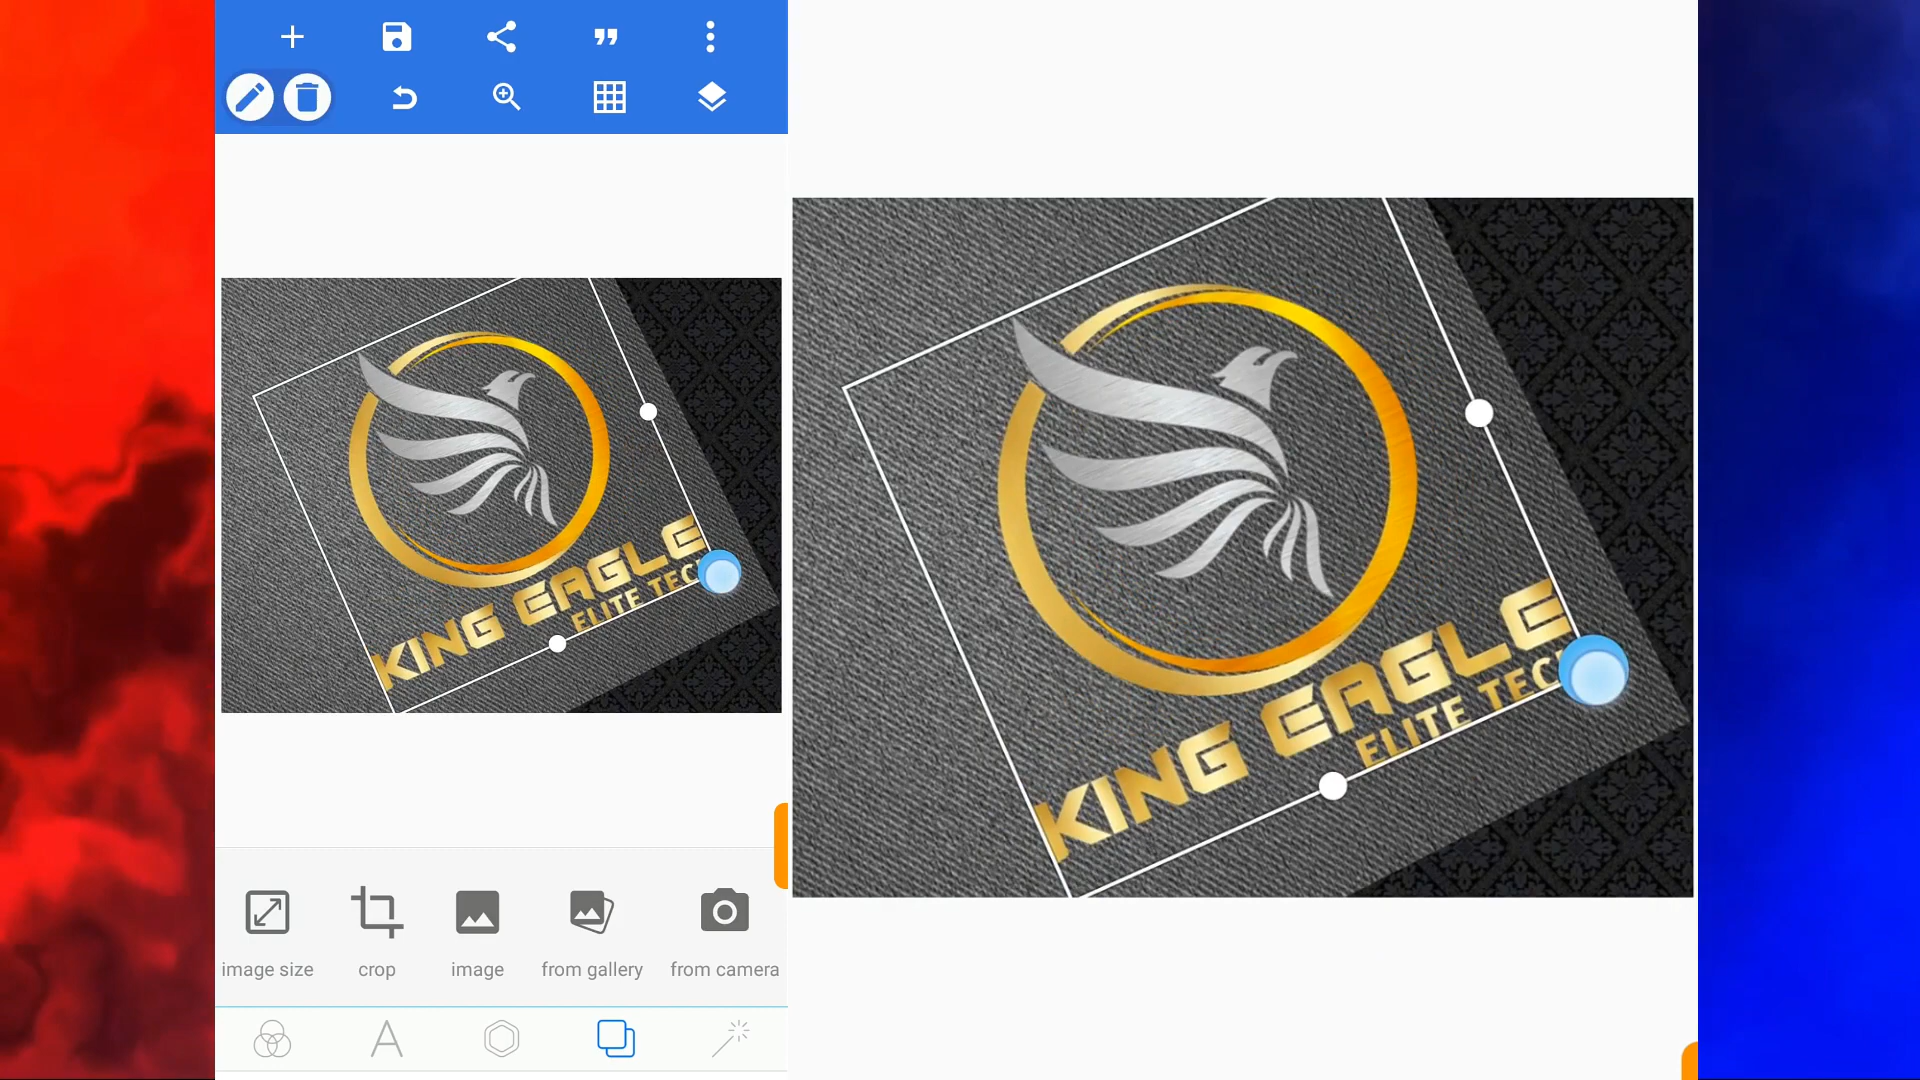 KING EAGLE
ELITE TEC
image size
crop
image
from gallery
from camera
KING EAGLE
ELITE TEC